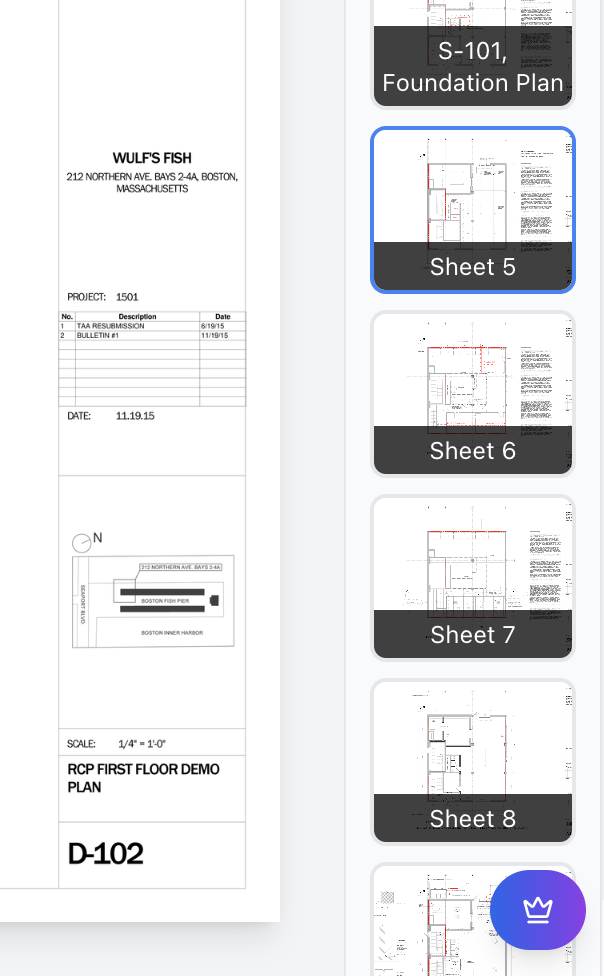 WULF'S FISH
212 NORTHERN AVE. BAYS 2-4A, BOSTON,
MASSACHUSETTS
PROJECT: 1501
No. Description Date
1 TAA RESUBMISSION 6/19/15
2 BULLETIN #1 11/19/15
DATE: 11.19.15
N
212 NORTHERN AVE. BAYS 2-4A
SEAPORT BLVD
BOSTON FISH PIER
BOSTON INNER HARBOR
SCALE: 1/4" = 1'-0"
RCP FIRST FLOOR DEMO
PLAN
D-102
S-101,
Foundation Plan
Sheet 5
Sheet 6
Sheet 7
Sheet 8